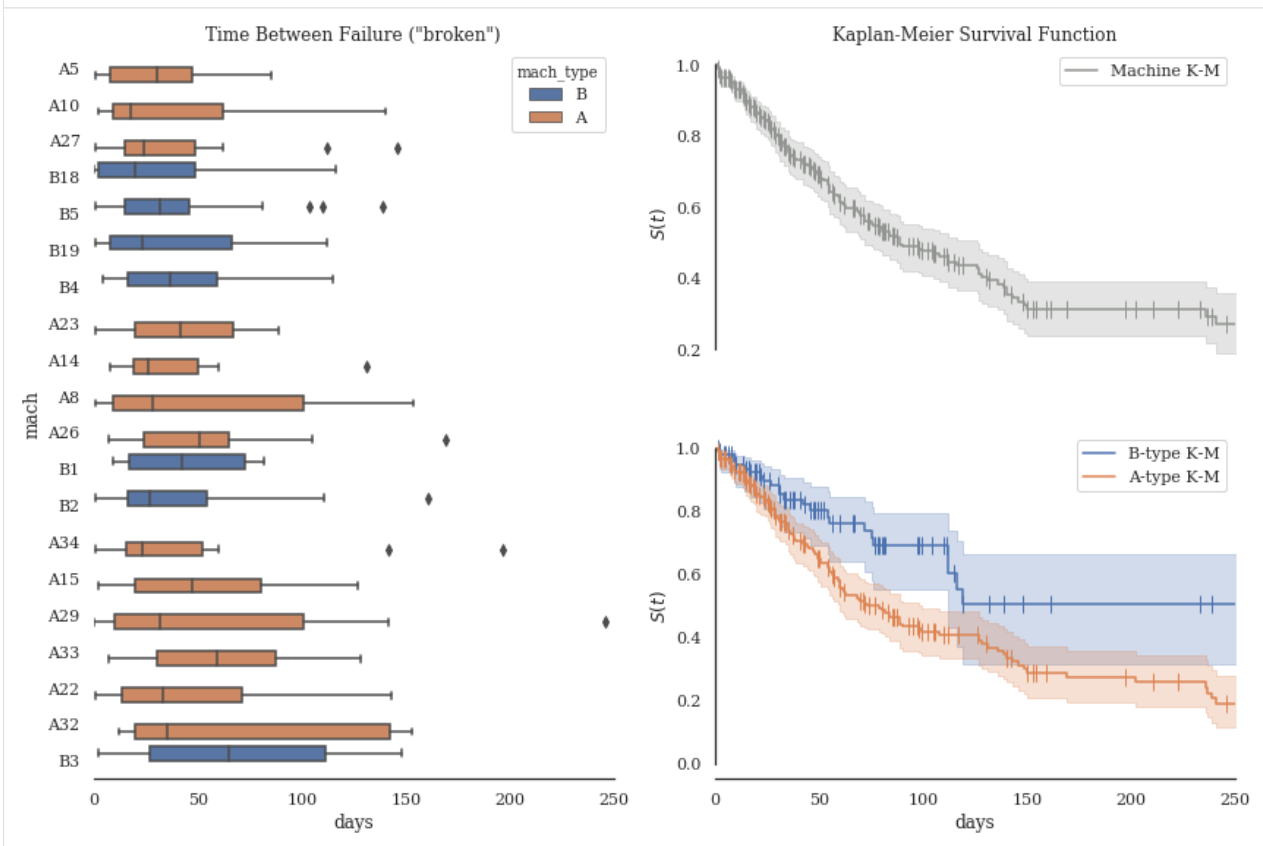 Time Between Failure ("broken")
mach_type
B
A
mach
A5
A10
A27
B18
B5
B19
B4
A23
A14
A8
A26
B1
B2
A34
A15
A29
A33
A22
A32
B3
0 50 100 150 200 250
days
Kaplan-Meier Survival Function
Machine K-M
S(t)
1.0
0.8
0.6
0.4
0.2
B-type K-M
A-type K-M
S(t)
1.0
0.8
0.6
0.4
0.2
0.0
0 50 100 150 200 250
days